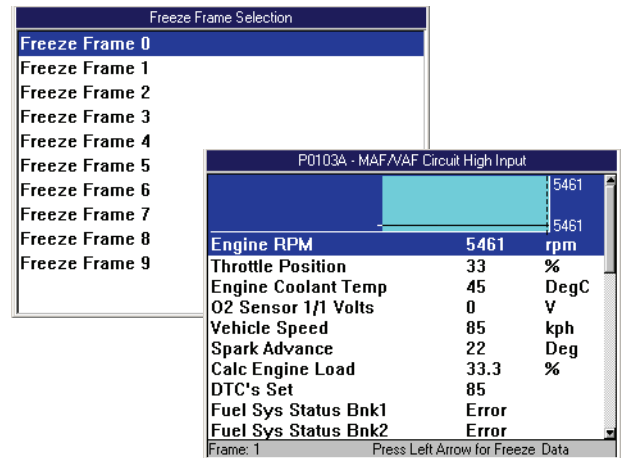 Freeze Frame Selection
Freeze Frame 0
Freeze Frame 1
Freeze Frame 2
Freeze Frame 3
Freeze Frame 4
Freeze Frame 5
Freeze Frame 6
Freeze Frame 7
Freeze Frame 8
Freeze Frame 9
P0103A - MAF/VAF Circuit High Input
5461
5461
Engine RPM 5461 rpm
Throttle Position 33 %
Engine Coolant Temp 45 DegC
O2 Sensor 1/1 Volts 0 V
Vehicle Speed 85 kph
Spark Advance 22 Deg
Calc Engine Load 33.3 %
DTC's Set 85
Fuel Sys Status Bnk1 Error
Fuel Sys Status Bnk2 Error
Frame: 1 Press Left Arrow for Freeze Data